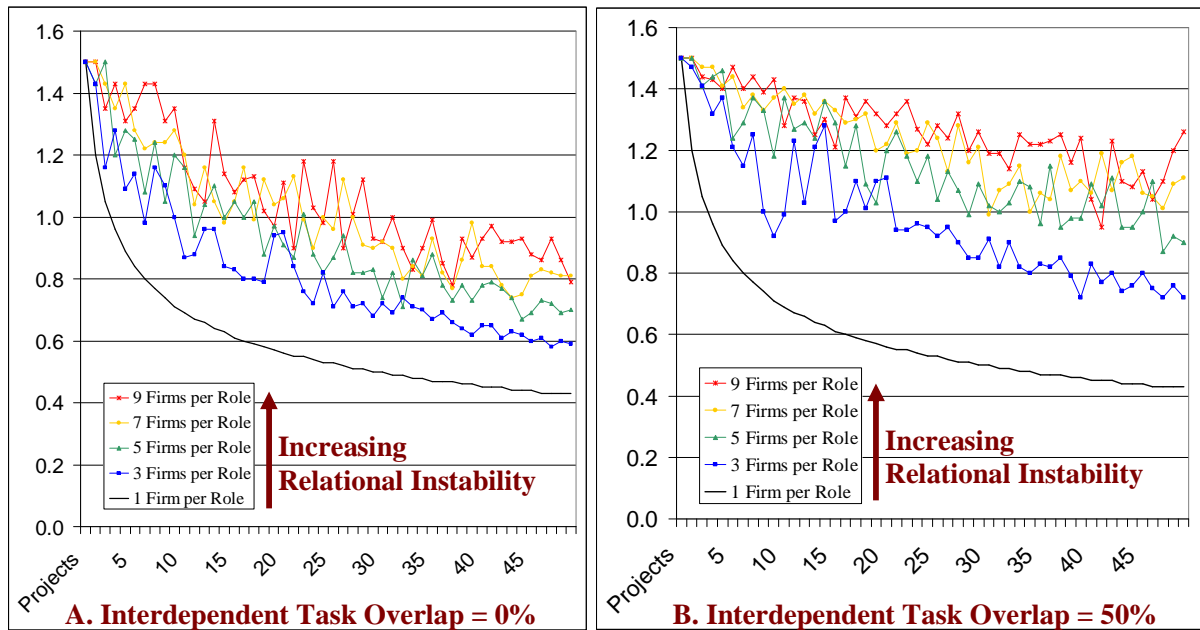 1.6
1.4
1.2
1.0
0.8
0.6
0.4
0.2
0.0
9 Firms per Role
7 Firms per Role
5 Firms per Role
3 Firms per Role
1 Firm per Role
Increasing
Relational Instability
Projects 5 10 15 20 25 30 35 40 45
A. Interdependent Task Overlap = 0%
1.6
1.4
1.2
1.0
0.8
0.6
0.4
0.2
0.0
9 Firms per Role
7 Firms per Role
5 Firms per Role
3 Firms per Role
1 Firm per Role
Increasing
Relational Instability
Projects 5 10 15 20 25 30 35 40 45
B. Interdependent Task Overlap = 50%